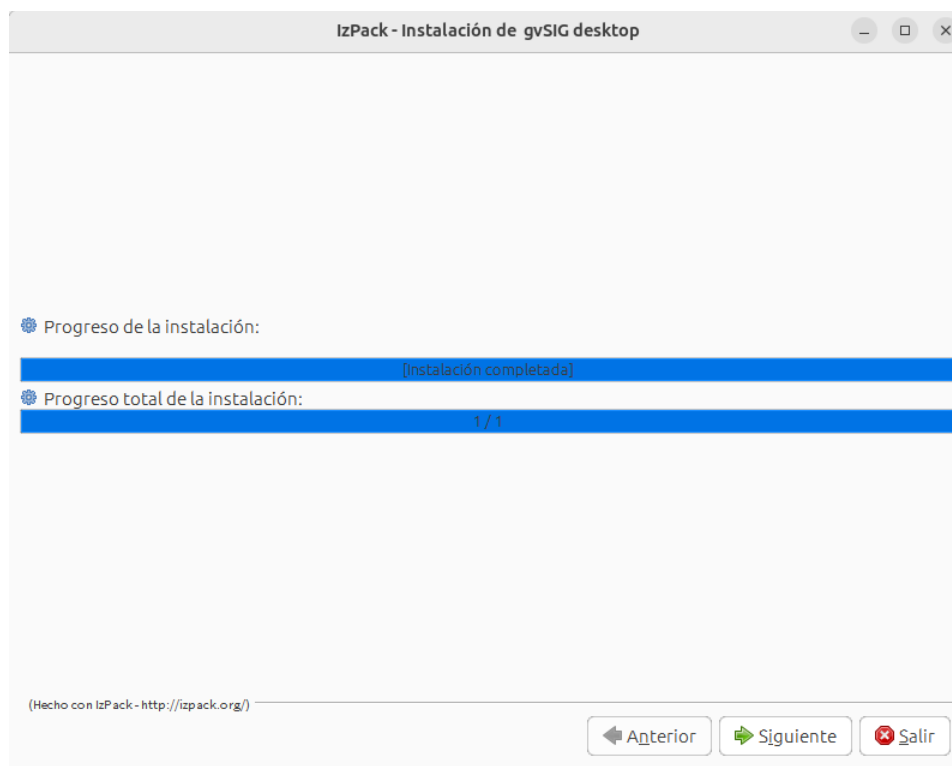 IzPack - Instalación de gvSIG desktop
Progreso de la instalación:
[Instalación completada]
Progreso total de la instalación:
1 / 1
(Hecho con IzPack - http://izpack.org/)
Anterior Siguiente Salir